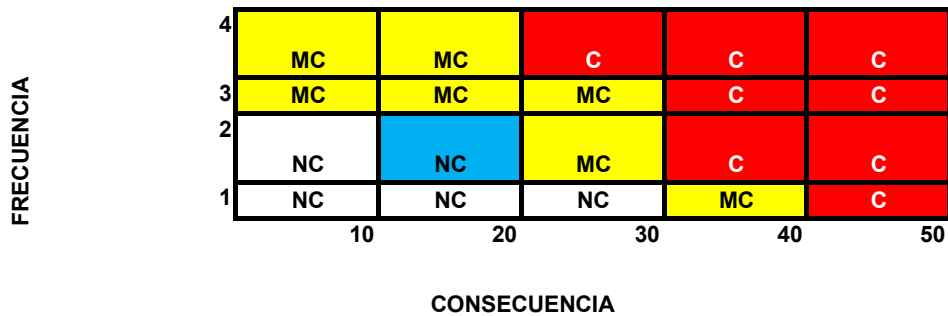 4
MC MC C C C
3 MC MC MC C C
2
NC NC MC C C
1 NC NC NC MC C
10 20 30 40 50
FRECUENCIA
CONSECUENCIA